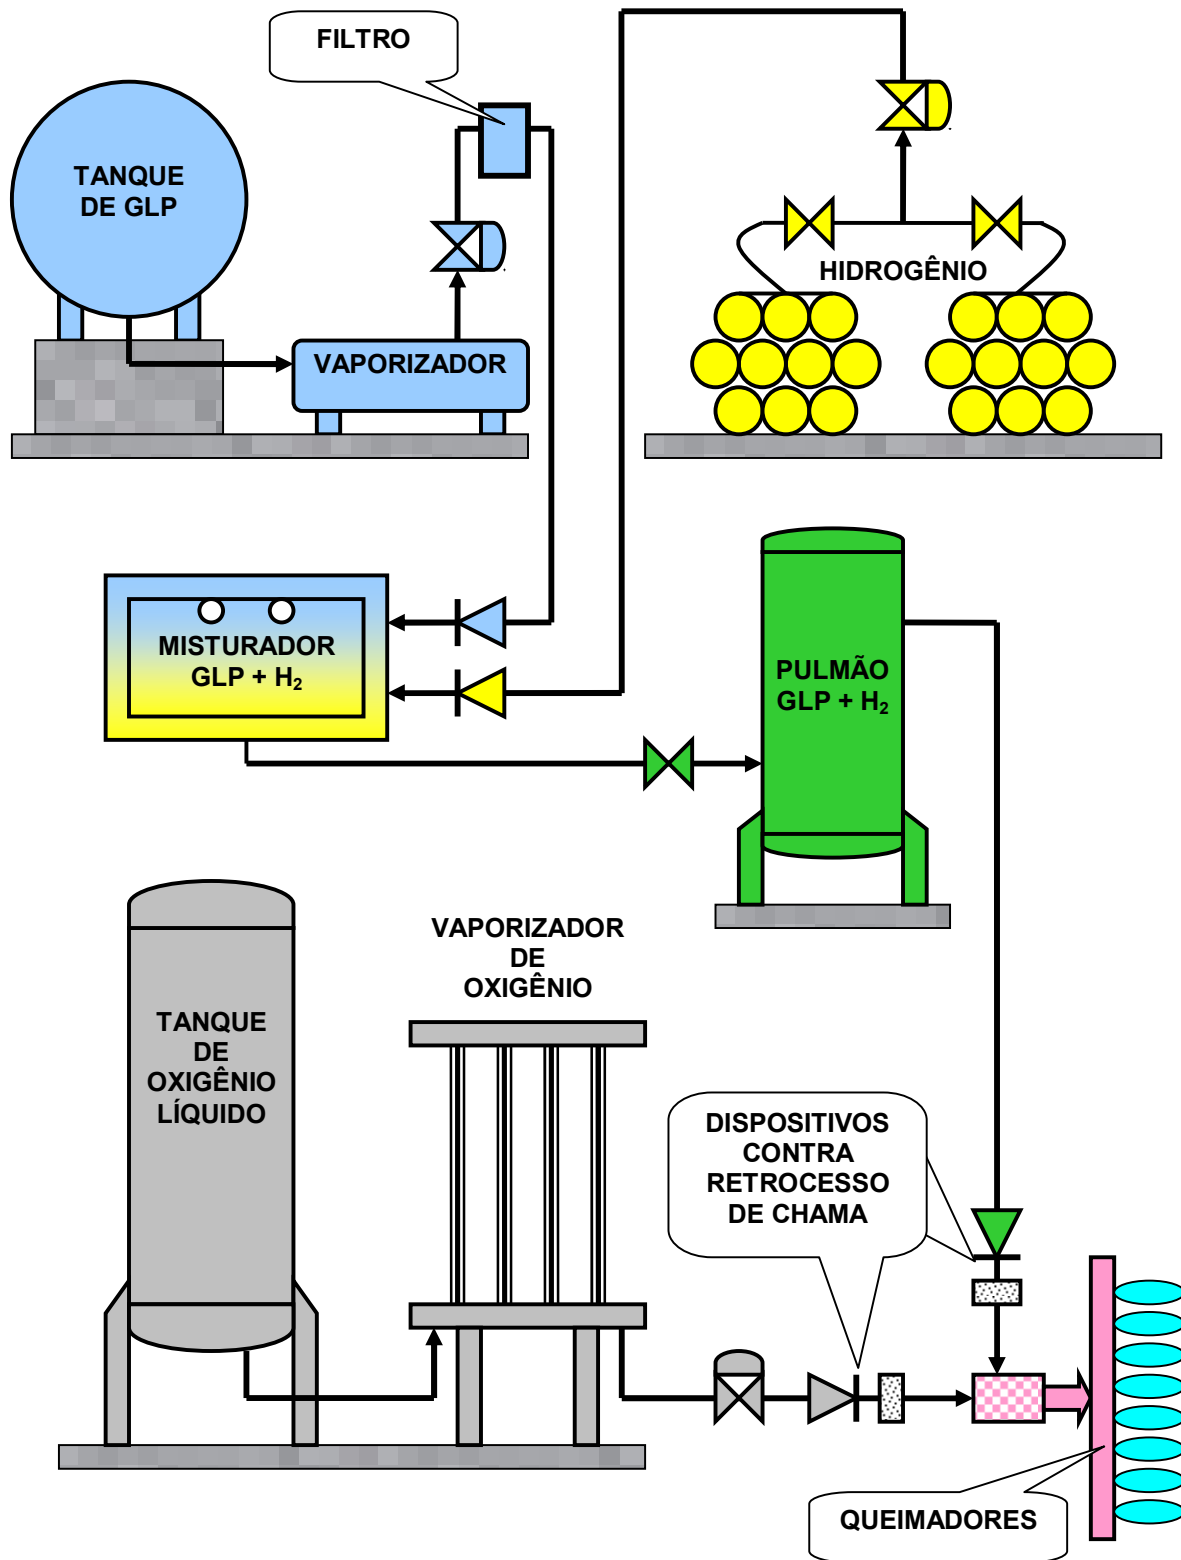 FILTRO
TANQUE
DE GLP
HIDROGÊNIO
VAPORIZADOR
MISTURADOR
GLP + H₂
PULMÃO
GLP + H₂
VAPORIZADOR
DE
OXIGÊNIO
TANQUE
DE
OXIGÊNIO
LÍQUIDO
DISPOSITIVOS
CONTRA
RETROCESSO
DE CHAMA
QUEIMADORES